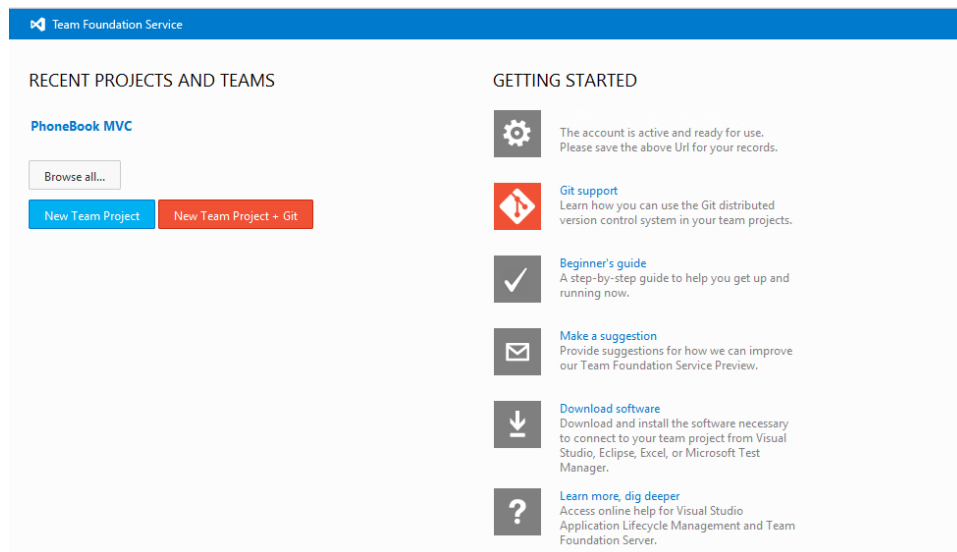 Team Foundation Service
RECENT PROJECTS AND TEAMS
PhoneBook MVC
Browse all...
New Team Project
New Team Project + Git
GETTING STARTED
The account is active and ready for use.
Please save the above Url for your records.
Git support
Learn how you can use the Git distributed
version control system in your team projects.
Beginner's guide
A step-by-step guide to help you get up and
running now.
Make a suggestion
Provide suggestions for how we can improve
our Team Foundation Service Preview.
Download software
Download and install the software necessary
to connect to your team project from Visual
Studio, Eclipse, Excel, or Microsoft Test
Manager.
Learn more, dig deeper
Access online help for Visual Studio
Application Lifecycle Management and Team
Foundation Server.